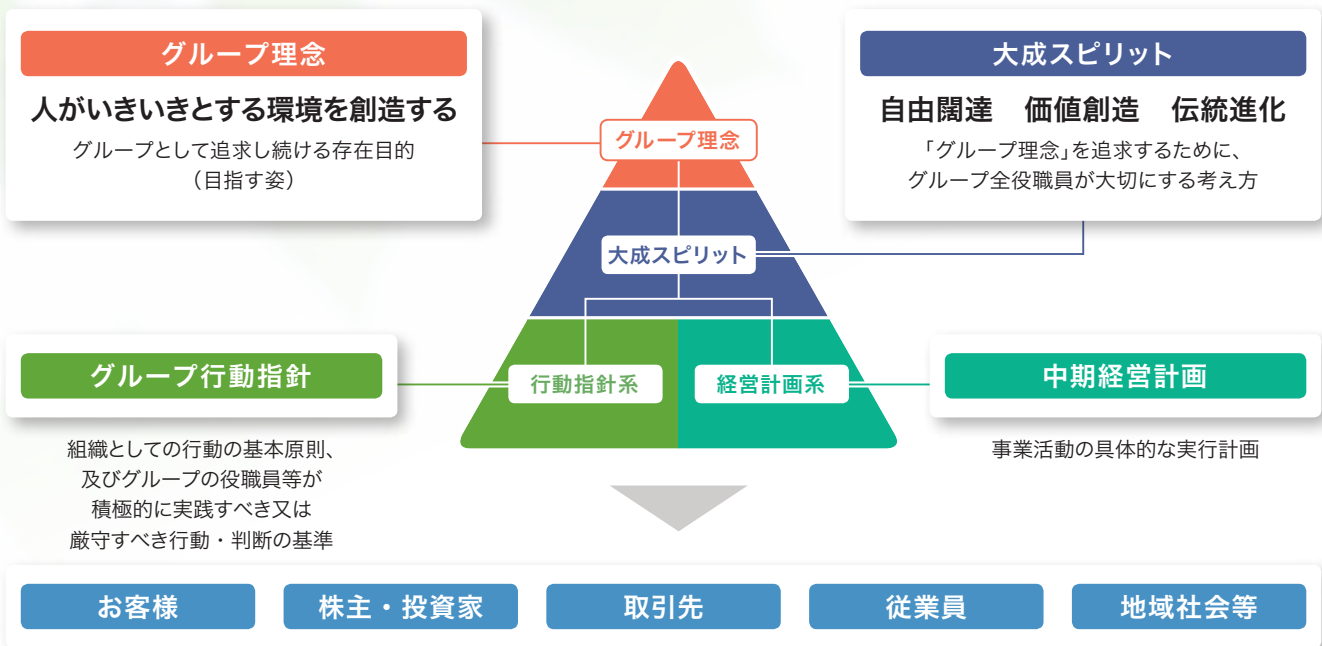 グループ理念
人がいきいきとする環境を創造する
グループとして追求し続ける存在目的
（目指す姿）
大成スピリット
自由闊達　価値創造　伝統進化
「グループ理念」を追求するために、
グループ全役職員が大切にする考え方
グループ理念
大成スピリット
行動指針系
経営計画系
グループ行動指針
組織としての行動の基本原則、
及びグループの役職員等が
積極的に実践すべき又は
厳守すべき行動・判断の基準
中期経営計画
事業活動の具体的な実行計画
お客様
株主・投資家
取引先
従業員
地域社会等